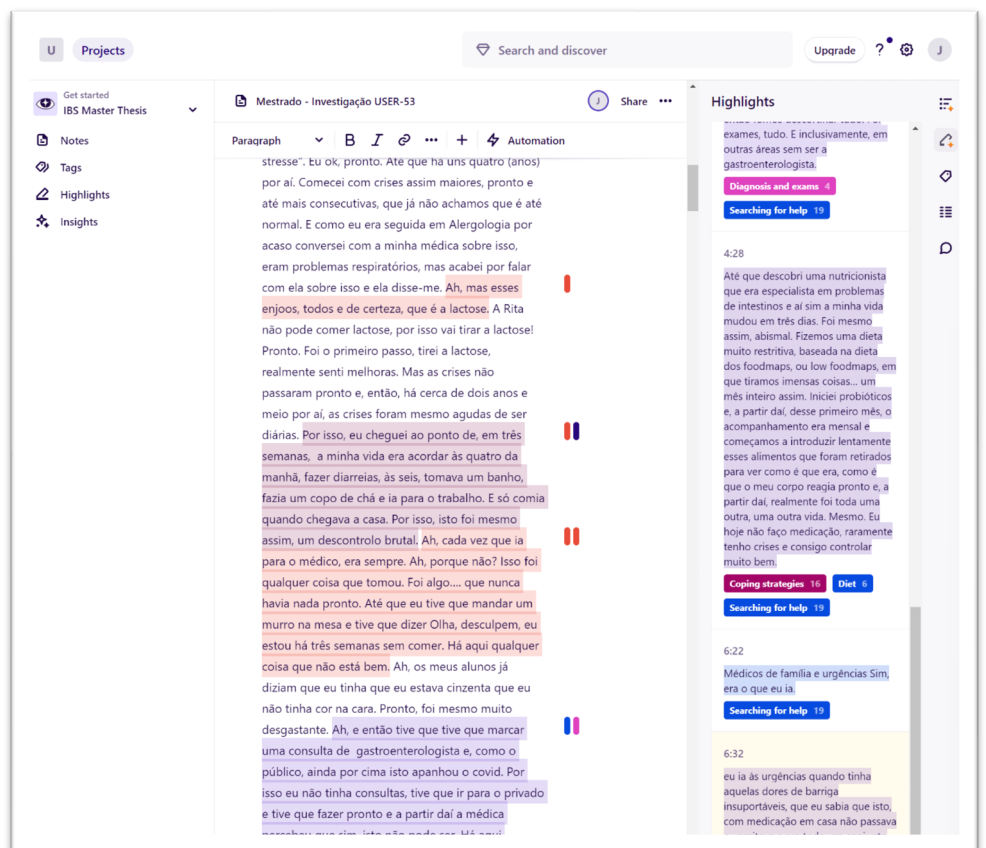 U Projects
Search and discover
Upgrade ? J
Get started
IBS Master Thesis
Notes
Tags
Highlights
Insights
Mestrado - Investigação USER-53
J Share •••
Paragraph B I ••• + Automation
stresse". Eu ok, pronto. Até que há uns quatro (anos)
por aí. Comecei com crises assim maiores, pronto e
até mais consecutivas, que já não achamos que é até
normal. E como eu era seguida em Alergologia por
acaso conversei com a minha médica sobre isso,
eram problemas respiratórios, mas acabei por falar
com ela sobre isso e ela disse-me. Ah, mas esses
enjoos, todos e de certeza, que é a lactose. A Rita
não pode comer lactose, por isso vai tirar a lactose!
Pronto. Foi o primeiro passo, tirei a lactose,
realmente senti melhoras. Mas as crises não
passaram pronto e, então, há cerca de dois anos e
meio por aí, as crises foram mesmo agudas de ser
diárias. Por isso, eu cheguei ao ponto de, em três
semanas, a minha vida era acordar às quatro da
manhã, fazer diarreias, às seis, tomava um banho,
fazia um copo de chá e ia para o trabalho. E só comia
quando chegava a casa. Por isso, isto foi mesmo
assim, um descontrolo brutal. Ah, cada vez que ia
para o médico, era sempre. Ah, porque não? Isso foi
qualquer coisa que tomou. Foi algo.... que nunca
havia nada pronto. Até que eu tive que mandar um
murro na mesa e tive que dizer Olha, desculpem, eu
estou há três semanas sem comer. Há aqui qualquer
coisa que não está bem. Ah, os meus alunos já
diziam que eu tinha que eu estava cinzenta que eu
não tinha cor na cara. Pronto, foi mesmo muito
desgastante. Ah, e então tive que tive que marcar
uma consulta de gastroenterologista e, como o
público, ainda por cima isto apanhou o covid. Por
isso eu não tinha consultas, tive que ir para o privado
e tive que fazer pronto e a partir daí a médica
percebeu que sim, isto não pode ser. Há aqui
Highlights
exames, tudo. E inclusivamente, em
outras áreas sem ser a
gastroenterologista.
Diagnosis and exams 4
Searching for help 19
4:28
Até que descobri uma nutricionista
que era especialista em problemas
de intestinos e aí sim a minha vida
mudou em três dias. Foi mesmo
assim, abismal. Fizemos uma dieta
muito restritiva, baseada na dieta
dos foodmaps, ou low foodmaps, em
que tiramos imensas coisas... um
mês inteiro assim. Iniciei probióticos
e, a partir daí, desse primeiro mês, o
acompanhamento era mensal e
começamos a introduzir lentamente
esses alimentos que foram retirados
para ver como é que era, como é
que o meu corpo reagia pronto e, a
partir daí, realmente foi toda uma
outra, uma outra vida. Mesmo. Eu
hoje não faço medicação, raramente
tenho crises e consigo controlar
muito bem.
Coping strategies 16 Diet 6
Searching for help 19
6:22
Médicos de família e urgências Sim,
era o que eu ia.
Searching for help 19
6:32
eu ia às urgências quando tinha
aquelas dores de barriga
insuportáveis, que eu sabia que isto,
com medicação em casa não passava